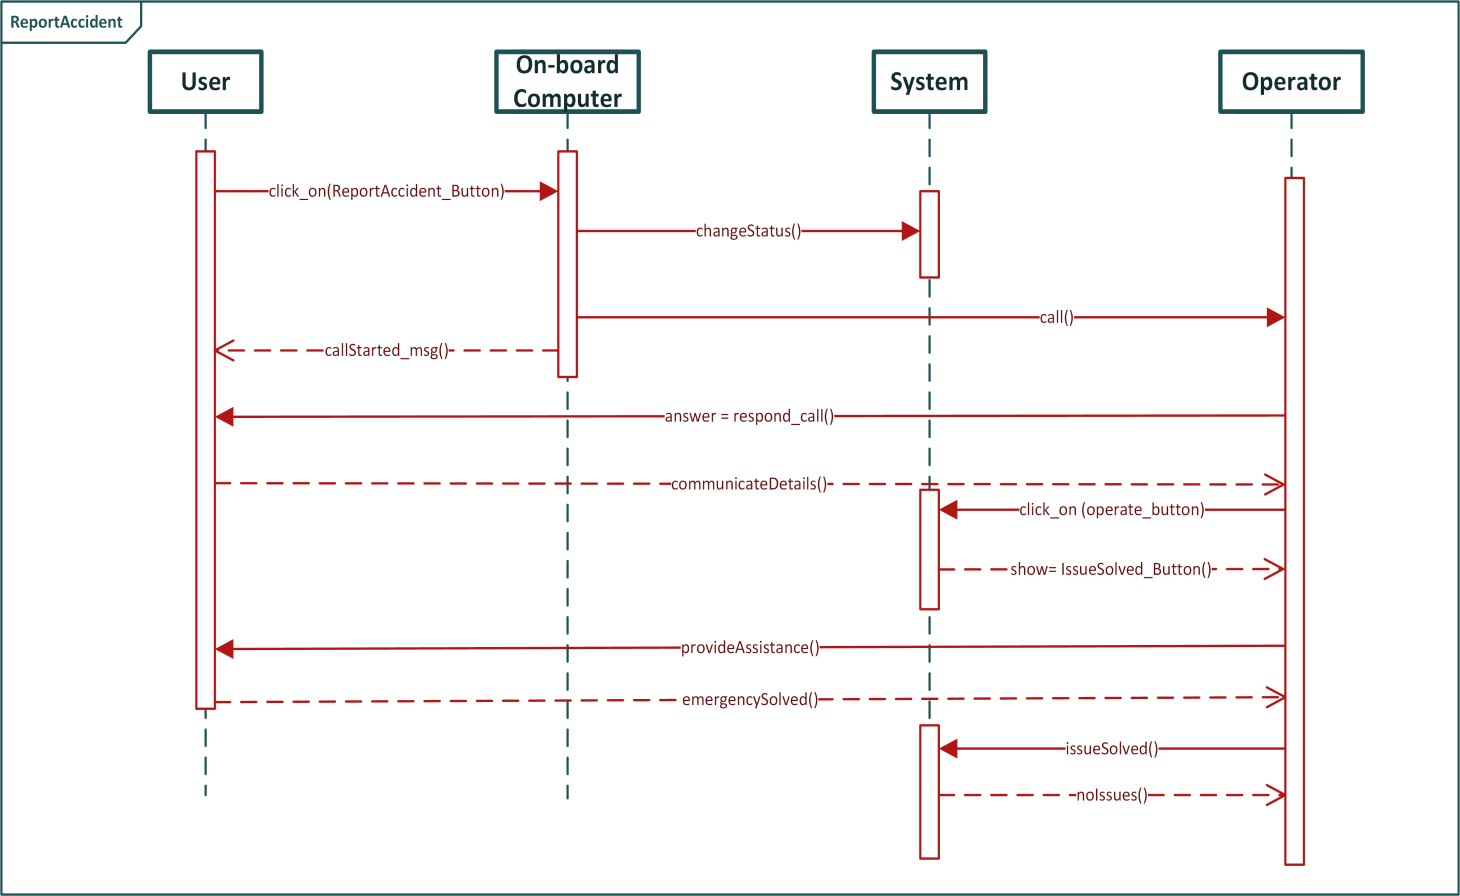 ReportAccident
User
On-board
Computer
System
Operator
click_on(ReportAccident_Button)
changeStatus()
call()
callStarted_msg()
answer = respond_call()
communicateDetails()
click_on (operate_button)
show= IssueSolved_Button()
provideAssistance()
emergencySolved()
issueSolved()
noIssues()